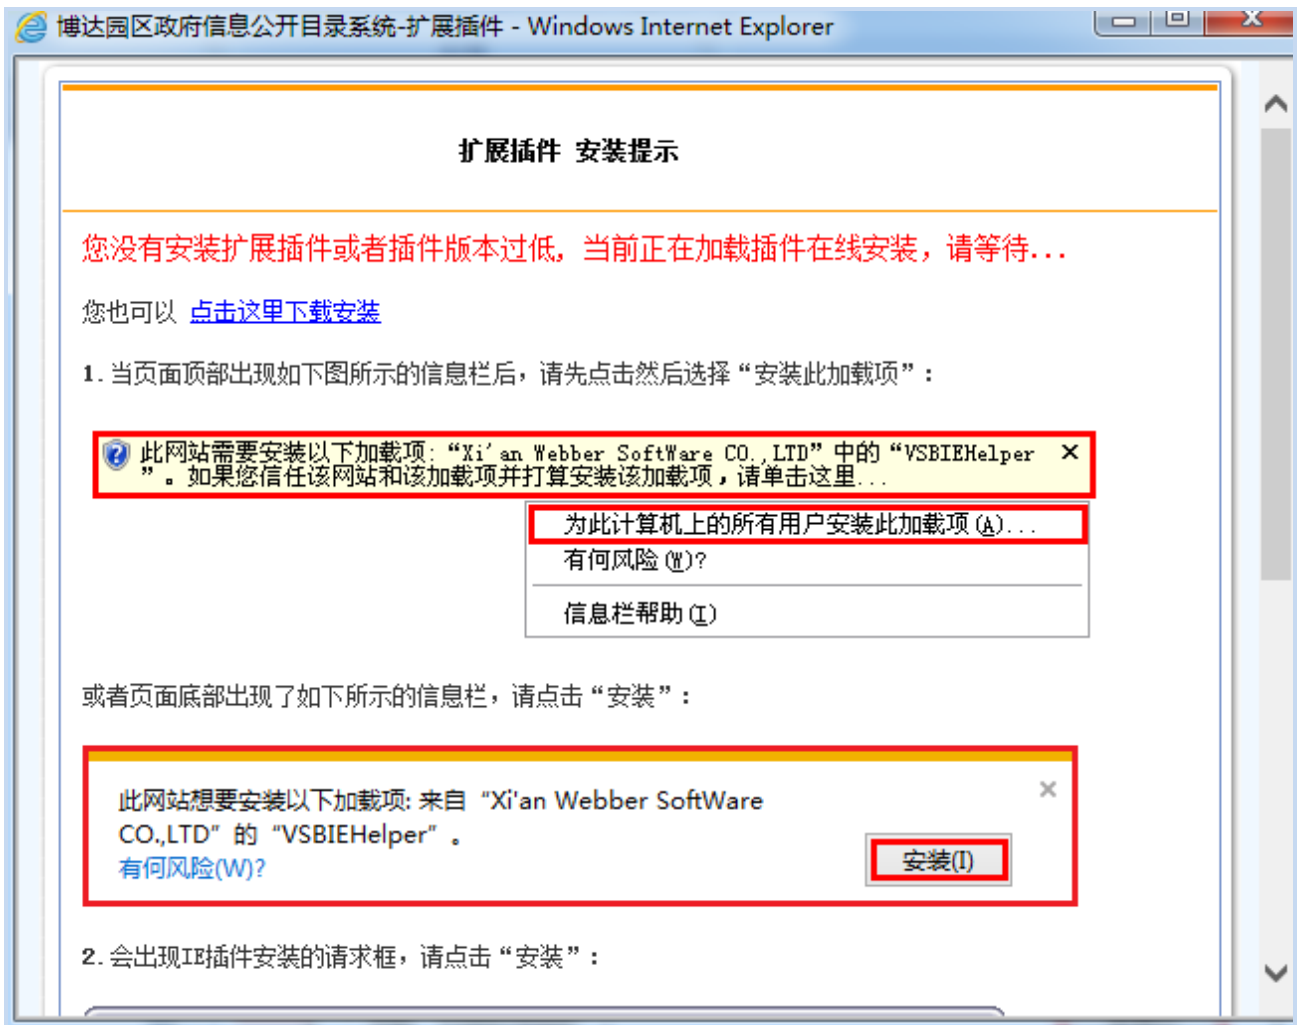 博达园区政府信息公开目录系统-扩展插件 - Windows Internet Explorer
扩展插件 安装提示
您没有安装扩展插件或者插件版本过低, 当前正在加载插件在线安装，请等待...
您也可以 点击这里下载安装
1. 当页面顶部出现如下图所示的信息栏后，请先点击然后选择“安装此加载项”：
此网站需要安装以下加载项: “Xi'an Webber SoftWare CO.,LTD”中的“VSBIEHelper
”。如果您信任该网站和该加载项并打算安装该加载项，请单击这里...
为此计算机上的所有用户安装此加载项(A)...
有何风险(W)?
信息栏帮助(I)
或者页面底部出现了如下所示的信息栏，请点击“安装”：
此网站想要安装以下加载项: 来自 “Xi'an Webber SoftWare
CO.,LTD” 的 “VSBIEHelper”。
有何风险(W)?
安装(I)
2. 会出现IE插件安装的请求框，请点击“安装”：